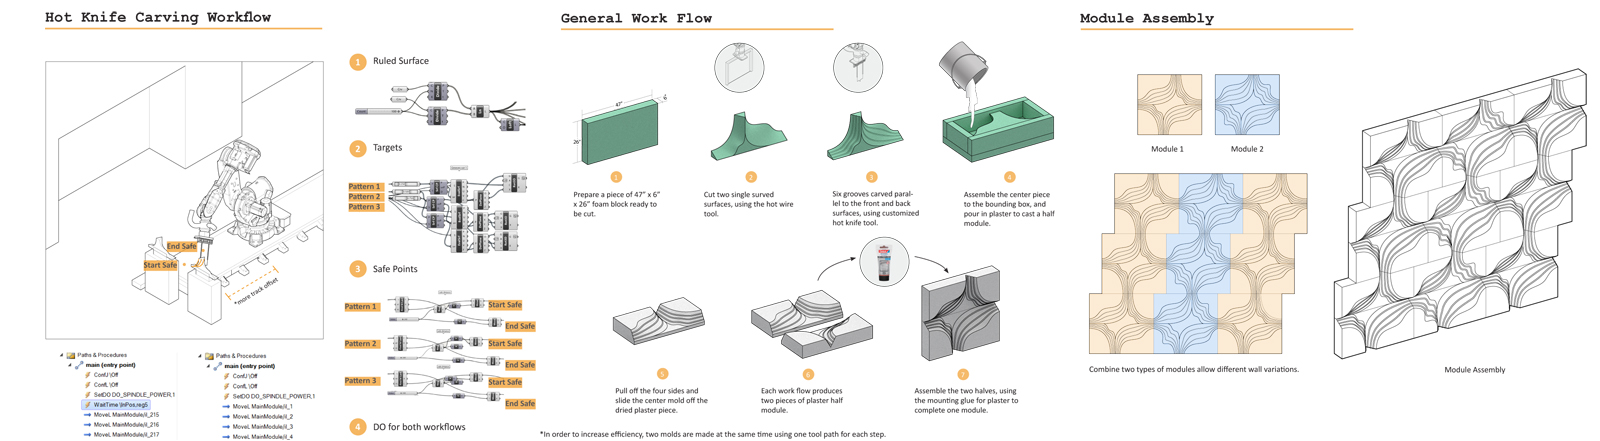 Hot Knife Carving Workflow
End Safe
Start Safe
*more track offset
Paths & Procedures
main (entry point)
ConfJ \Off
ConfL \Off
SetDO DO_SPINDLE_POWER,1
WaitTime \InPos,reg5
MoveL MainModule/il_215
MoveL MainModule/il_216
MoveL MainModule/il_217
Paths & Procedures
main (entry point)
ConfJ \Off
ConfL \Off
SetDO DO_SPINDLE_POWER,1
MoveL MainModule/il_1
MoveL MainModule/il_2
MoveL MainModule/il_3
MoveL MainModule/il_4
1 Ruled Surface
2 Targets
Pattern 1
Pattern 2
Pattern 3
3 Safe Points
Pattern 1
Start Safe
End Safe
Pattern 2
Start Safe
End Safe
Pattern 3
Start Safe
End Safe
4 DO for both workflows
General Work Flow
47"
6"
26"
1
Prepare a piece of 47" x 6"
x 26" foam block ready to
be cut.
2
Cut two single surved
surfaces, using the hot wire
tool.
3
Six grooves carved paral-
lel to the front and back
surfaces, using customized
hot knife tool.
4
Assemble the center piece
to the bounding box, and
pour in plaster to cast a half
module.
5
Pull off the four sides and
slide the center mold off the
dried plaster piece.
6
Each work flow produces
two pieces of plaster half
module.
7
Assemble the two halves, using
the mounting glue for plaster to
complete one module.
*In order to increase efficiency, two molds are made at the same time using one tool path for each step.
Module Assembly
Module 1
Module 2
Combine two types of modules allow different wall variations.
Module Assembly